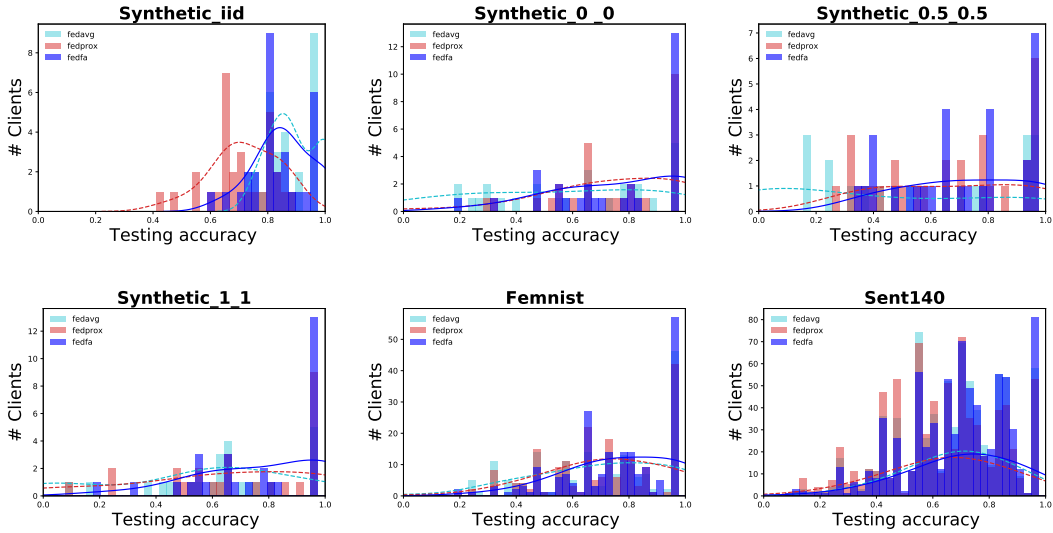 Synthetic_iid
fedavg
fedprox
fedfa
# Clients
8
6
4
2
0
0.0 0.2 0.4 0.6 0.8 1.0
Testing accuracy
Synthetic_0 _0
fedavg
fedprox
fedfa
# Clients
12
10
8
6
4
2
0
0.2 0.4 0.6 0.8 1.0
Testing accuracy
Synthetic_0.5_0.5
fedavg
fedprox
fedfa
# Clients
7
6
5
4
3
2
1
0
0.0 0.2 0.4 0.6 0.8 1.0
Testing accuracy
Synthetic_1_1
fedavg
fedprox
fedfa
# Clients
12
10
8
6
4
2
0
0.0 0.2 0.4 0.6 0.8 1.0
Testing accuracy
Femnist
fedavg
fedprox
fedfa
# Clients
50
40
30
20
10
0
0.0 0.2 0.4 0.6 0.8 1.0
Testing accuracy
Sent140
fedavg
fedprox
fedfa
# Clients
80
70
60
50
40
30
20
10
0
0.0 0.2 0.4 0.6 0.8 1.0
Testing accuracy